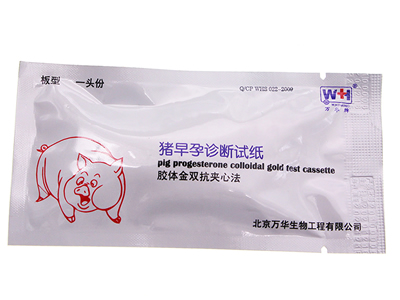 板型 一头份
Q/CP WHH 022-2009
WH
万华牌
猪早孕诊断试纸
pig progesterone colloidal gold test cassette
胶体金双抗夹心法
北京万华生物工程有限公司